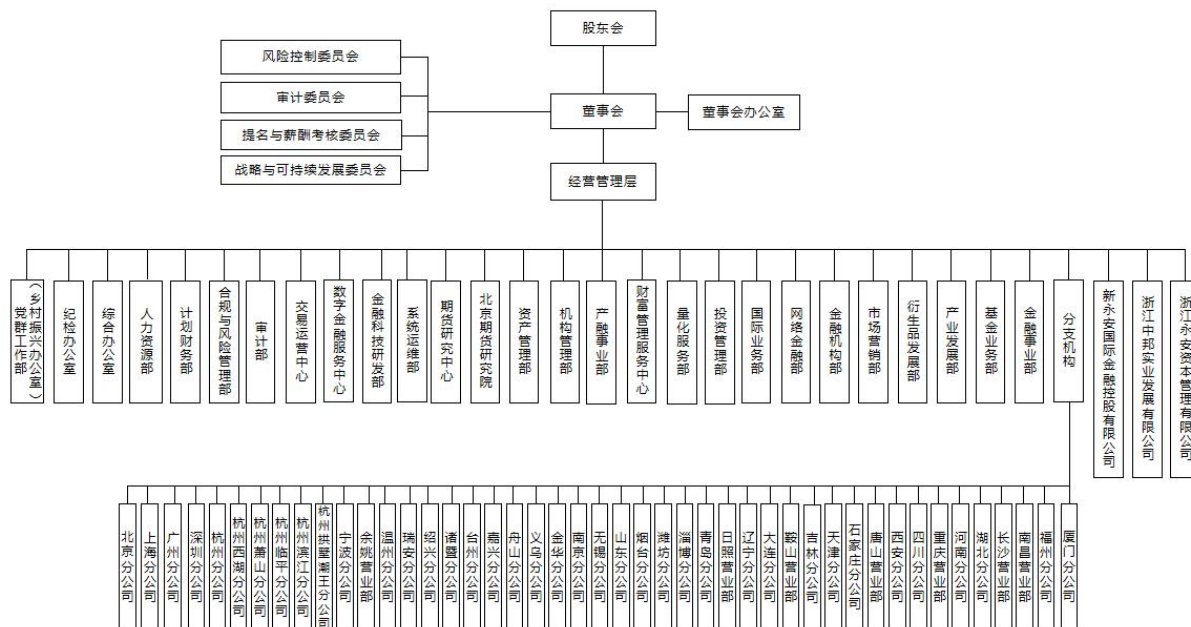 股东会
风险控制委员会
审计委员会
董事会
董事会办公室
提名与薪酬考核委员会
战略与可持续发展委员会
经营管理层
党群工作部
（乡村振兴办公室）
纪检办公室
综合办公室
人力资源部
计划财务部
合规与风险管理部
审计部
交易运营中心
数字金融服务中心
金融科技研发部
系统运维部
期货研究中心
北京期货研究院
资产管理部
机构管理部
产融事业部
财富管理服务中心
量化服务部
投资管理部
国际业务部
网络金融部
金融机构部
市场营销部
衍生品发展部
产业发展部
基金业务部
金融事业部
分支机构
新永安国际金融控股有限公司
浙江中邦实业发展有限公司
浙江永安资本管理有限公司
北京分公司
上海分公司
广州分公司
深圳分公司
杭州分公司
杭州西湖分公司
杭州萧山分公司
杭州临平分公司
杭州滨江分公司
杭州拱墅潮王分公司
宁波分公司
余姚营业部
温州分公司
瑞安分公司
绍兴分公司
诸暨分公司
台州分公司
嘉兴分公司
舟山分公司
义乌分公司
金华分公司
南京分公司
无锡分公司
山东分公司
烟台分公司
潍坊分公司
淄博分公司
青岛分公司
日照营业部
辽宁分公司
大连分公司
鞍山营业部
吉林分公司
天津分公司
石家庄分公司
唐山营业部
西安分公司
四川分公司
重庆营业部
河南分公司
湖北分公司
长沙营业部
南昌营业部
福州分公司
厦门分公司